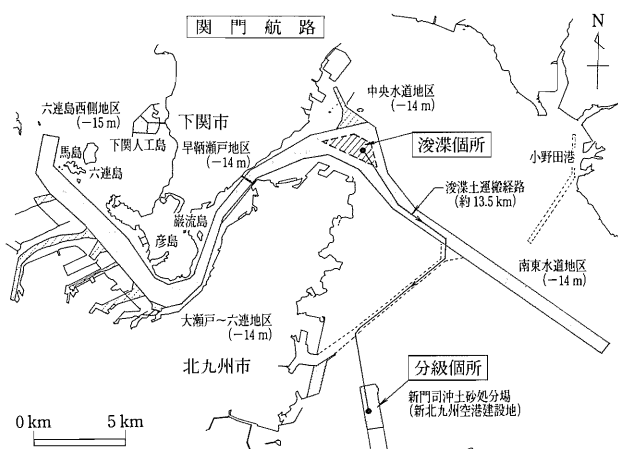 関門航路
N
六連島西側地区
(−15 m)
下関市
下関人工島
馬島
六連島
早鞆瀬戸地区
(−14 m)
中央水道地区
(−14 m)
浚渫個所
小野田港
浚渫土運搬経路
(約13.5 km)
巌流島
彦島
南東水道地区
(−14 m)
大瀬戸〜六連地区
(−14 m)
北九州市
分級個所
新門司沖土砂処分場
(新北九州空港建設地)
0 km
5 km